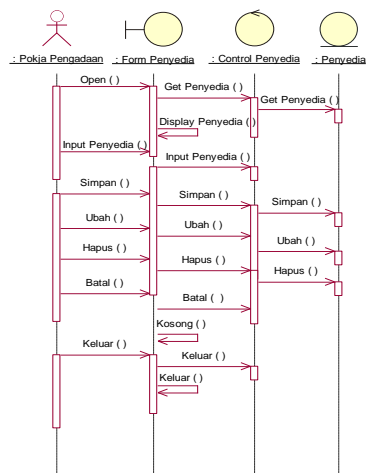 : Pokja Pengadaan : Form Penyedia : Control Penyedia : Penyedia
Open ( )
Get Penyedia ( )
Get Penyedia ( )
Display Penyedia ( )
Input Penyedia ( )
Input Penyedia ( )
Simpan ( )
Simpan ( )
Simpan ( )
Ubah ( )
Ubah ( )
Ubah ( )
Hapus ( )
Hapus ( )
Hapus ( )
Batal ( )
Batal ( )
Kosong ( )
Keluar ( )
Keluar ( )
Keluar ( )